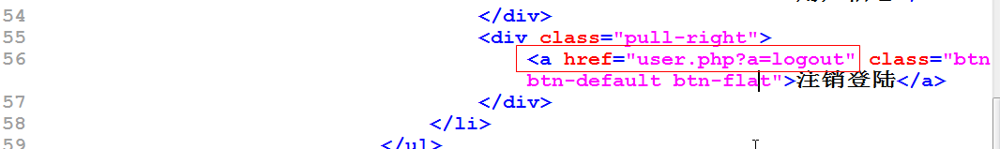 54 </div>
55 <div class="pull-right">
56 <a href="user.php?a=logout" class="btn
btn-default btn-flat">注销登陆</a>
57 </div>
58 </li>
59 </ul>